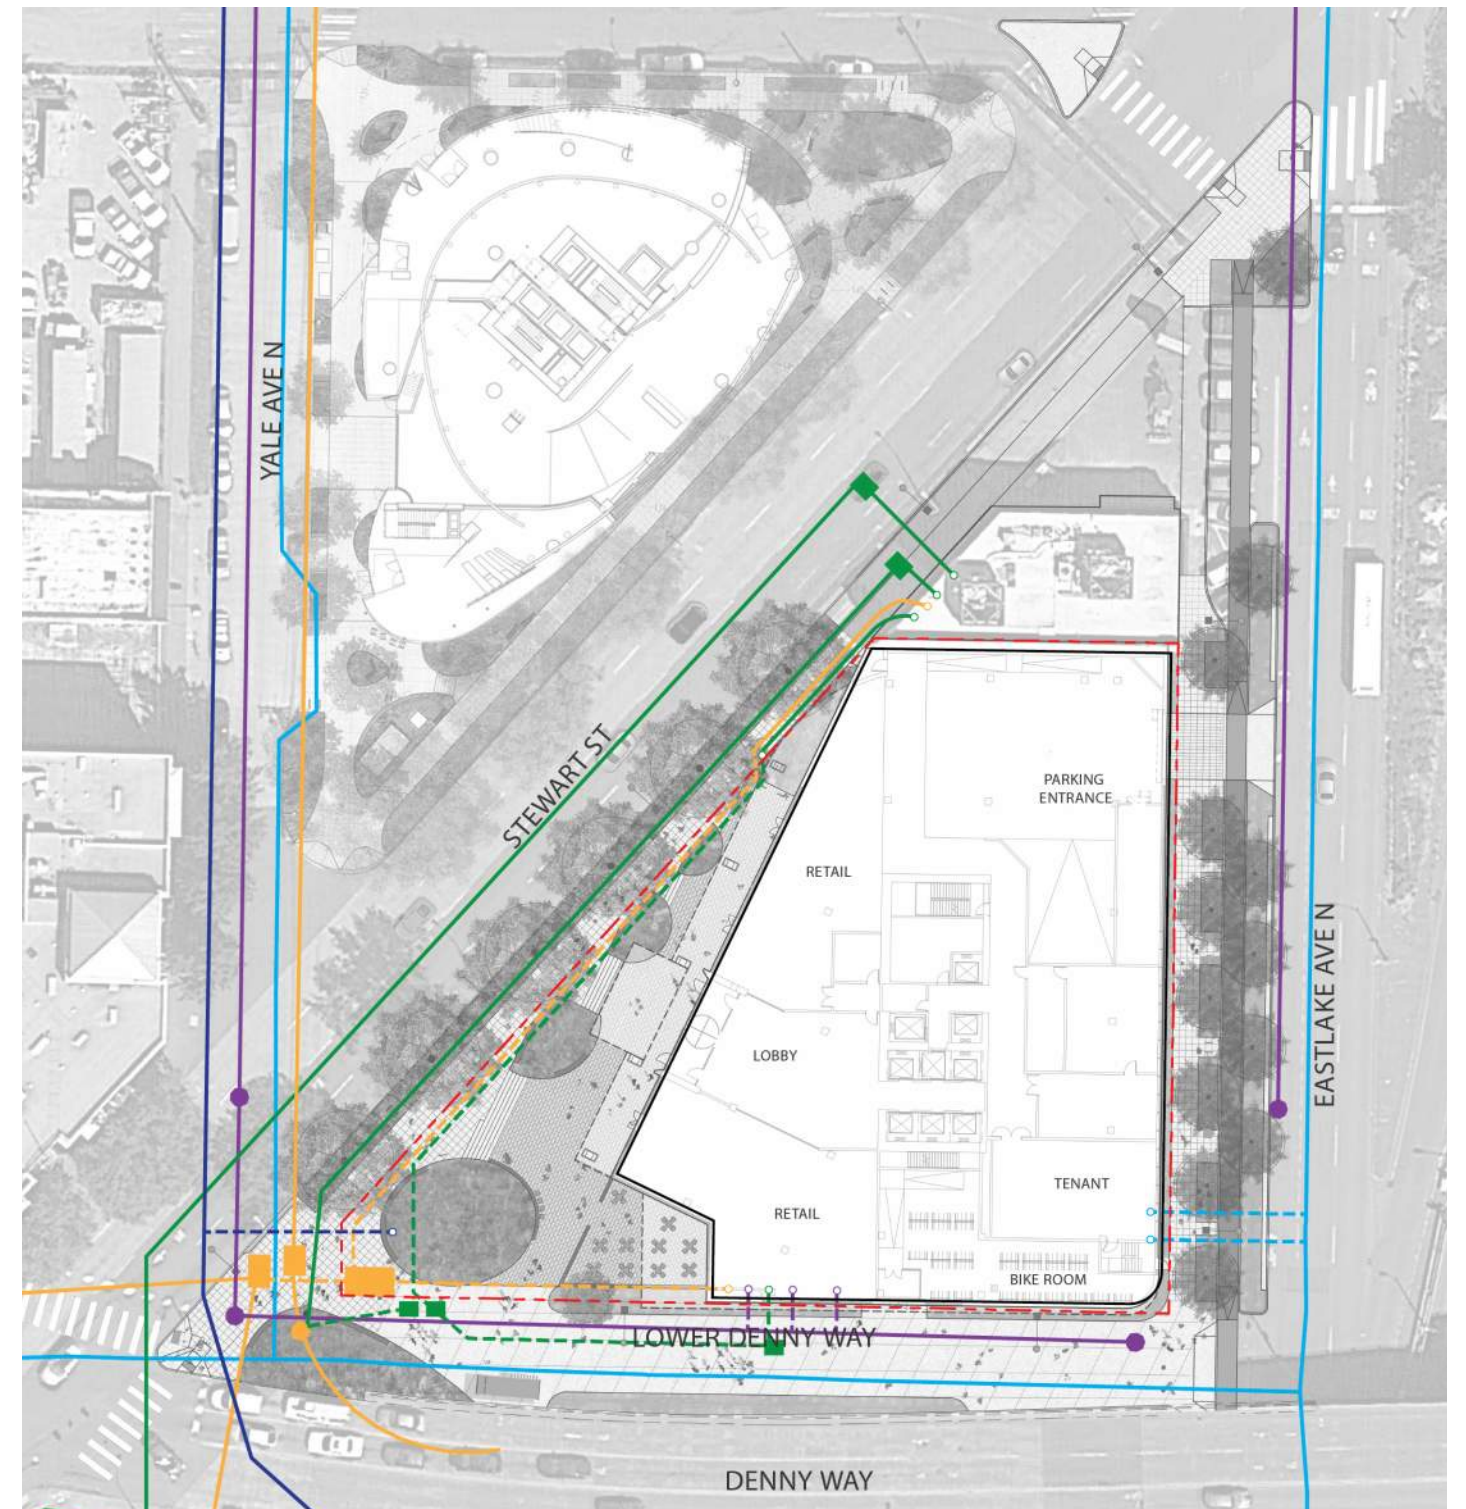 YALE AVE N
STEWART ST
PARKING
ENTRANCE
RETAIL
EASTLAKE AVE N
LOBBY
TENANT
RETAIL
BIKE ROOM
LOWER DENNY WAY
DENNY WAY